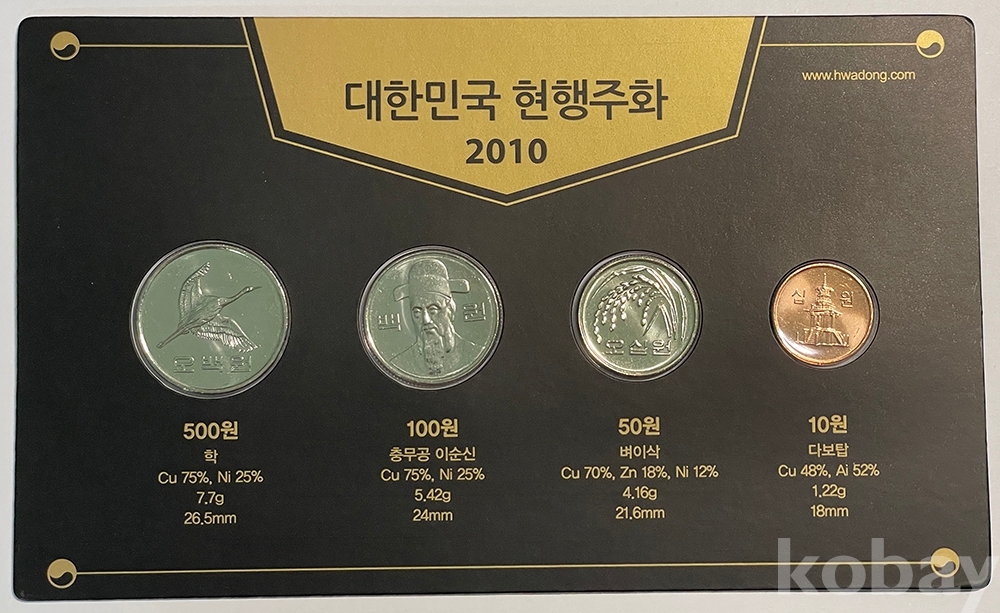 대한민국 현행주화
2010
www.hwadong.com
오백원
백 원
오십원
십 원
500원
학
Cu 75%, Ni 25%
7.7g
26.5mm
100원
충무공 이순신
Cu 75%, Ni 25%
5.42g
24mm
50원
벼이삭
Cu 70%, Zn 18%, Ni 12%
4.16g
21.6mm
10원
다보탑
Cu 48%, Ai 52%
1.22g
18mm
kobay